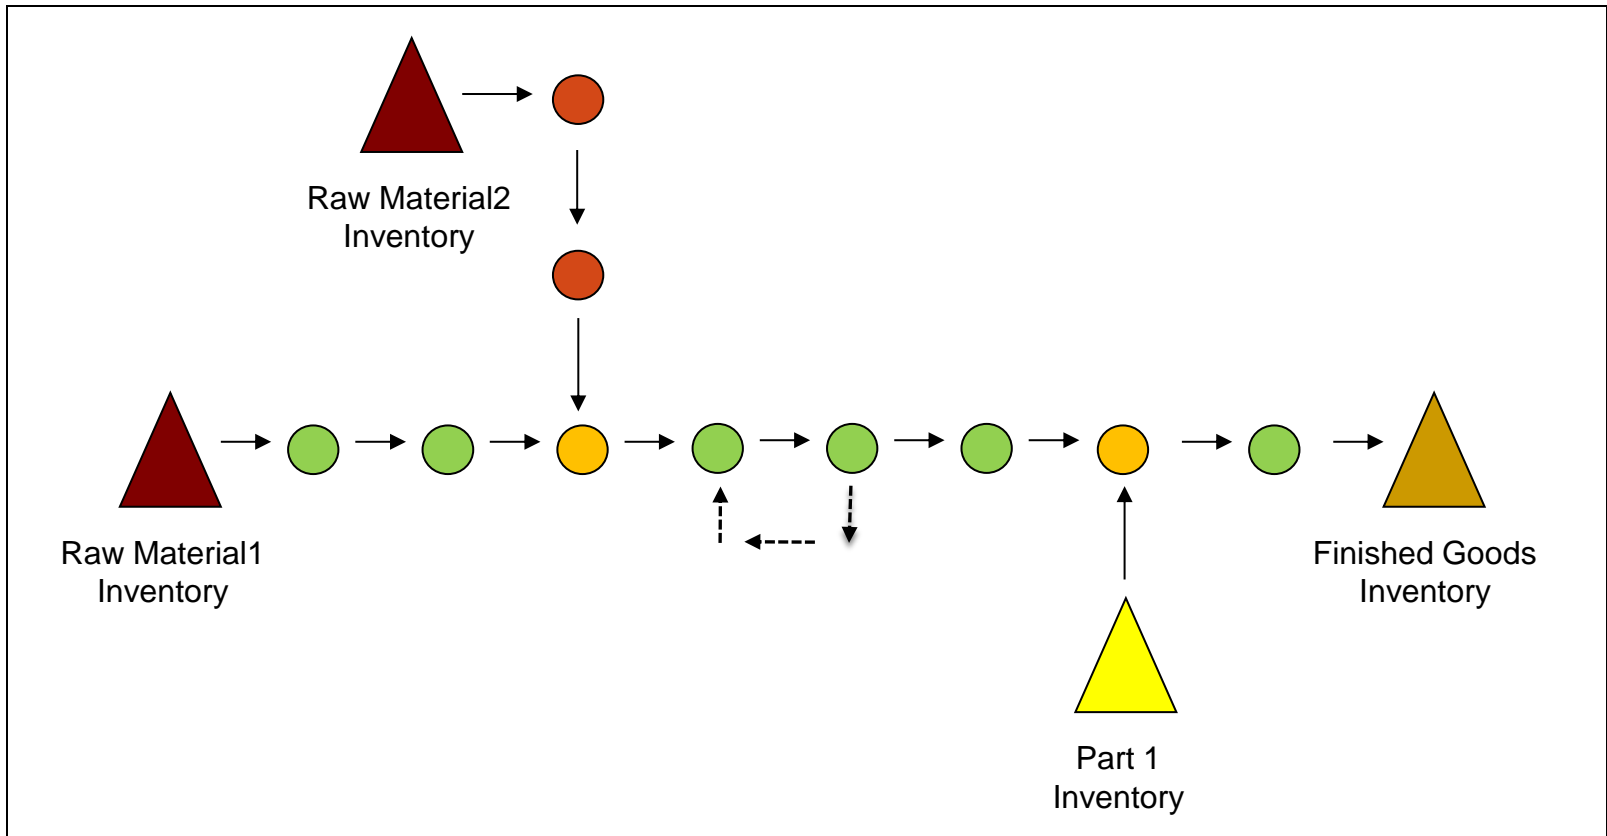 Raw Material2
Inventory
Raw Material1
Inventory
Finished Goods
Inventory
Part 1
Inventory